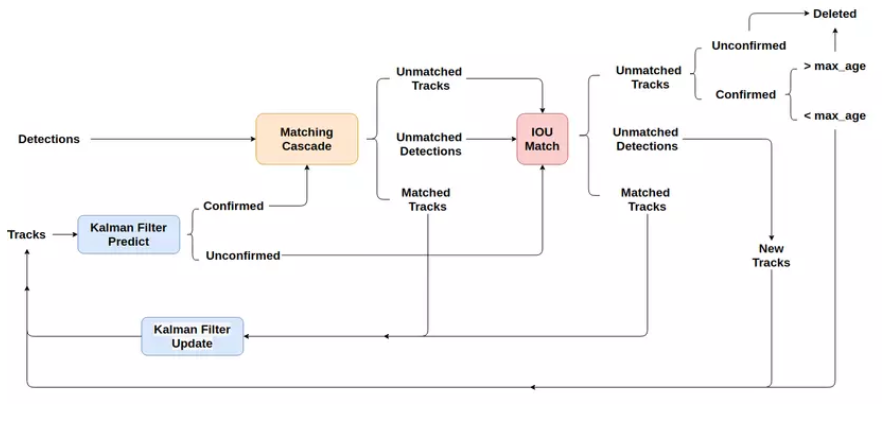 Deleted
Unconfirmed
> max_age
Unmatched
Tracks
Unmatched
Tracks
Confirmed
< max_age
Detections
Matching
Cascade
Unmatched
Detections
IOU
Match
Unmatched
Detections
Matched
Tracks
Matched
Tracks
Confirmed
Tracks
Kalman Filter
Predict
Unconfirmed
New
Tracks
Kalman Filter
Update